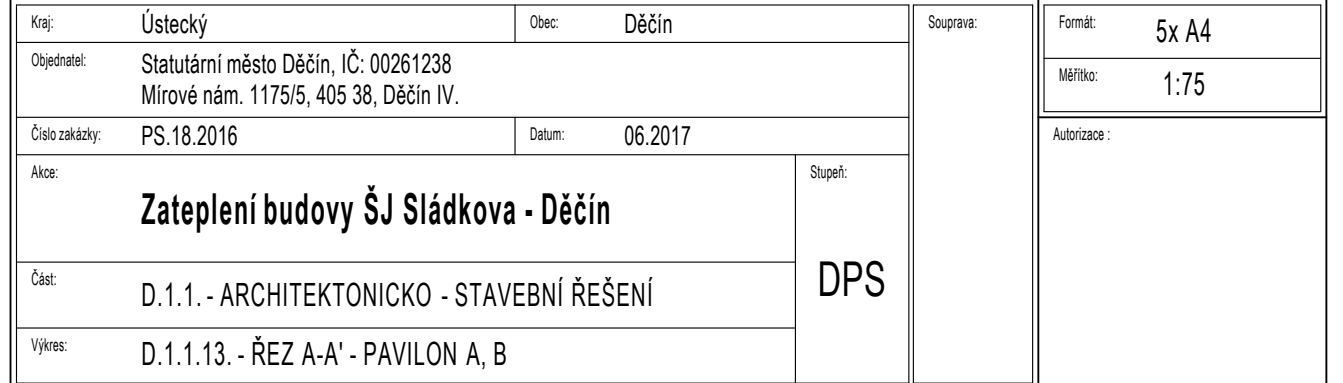 Kraj: Ústecký Obec: Děčín Souprava: Formát: 5x A4
Objednatel: Statutární město Děčín, IČ: 00261238
Mírové nám. 1175/5, 405 38, Děčín IV.
Měřítko: 1:75
Číslo zakázky: PS.18.2016 Datum: 06.2017 Autorizace :
Akce: Zateplení budovy ŠJ Sládkova - Děčín
Stupeň: DPS
Část: D.1.1. - ARCHITEKTONICKO - STAVEBNÍ ŘEŠENÍ
Výkres: D.1.1.13. - ŘEZ A-A' - PAVILON A, B